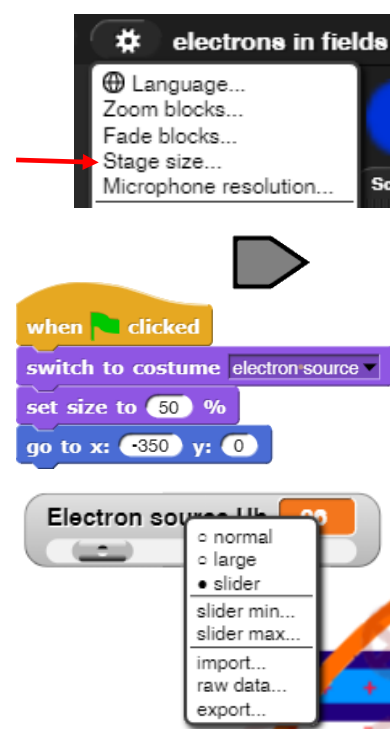 electrons in fields
Language...
Zoom blocks...
Fade blocks...
Stage size...
Microphone resolution...
when clicked
switch to costume electron source
set size to 50 %
go to x: -350 y: 0
Electron
normal
large
slider
slider min...
slider max...
import...
raw data...
export...
+